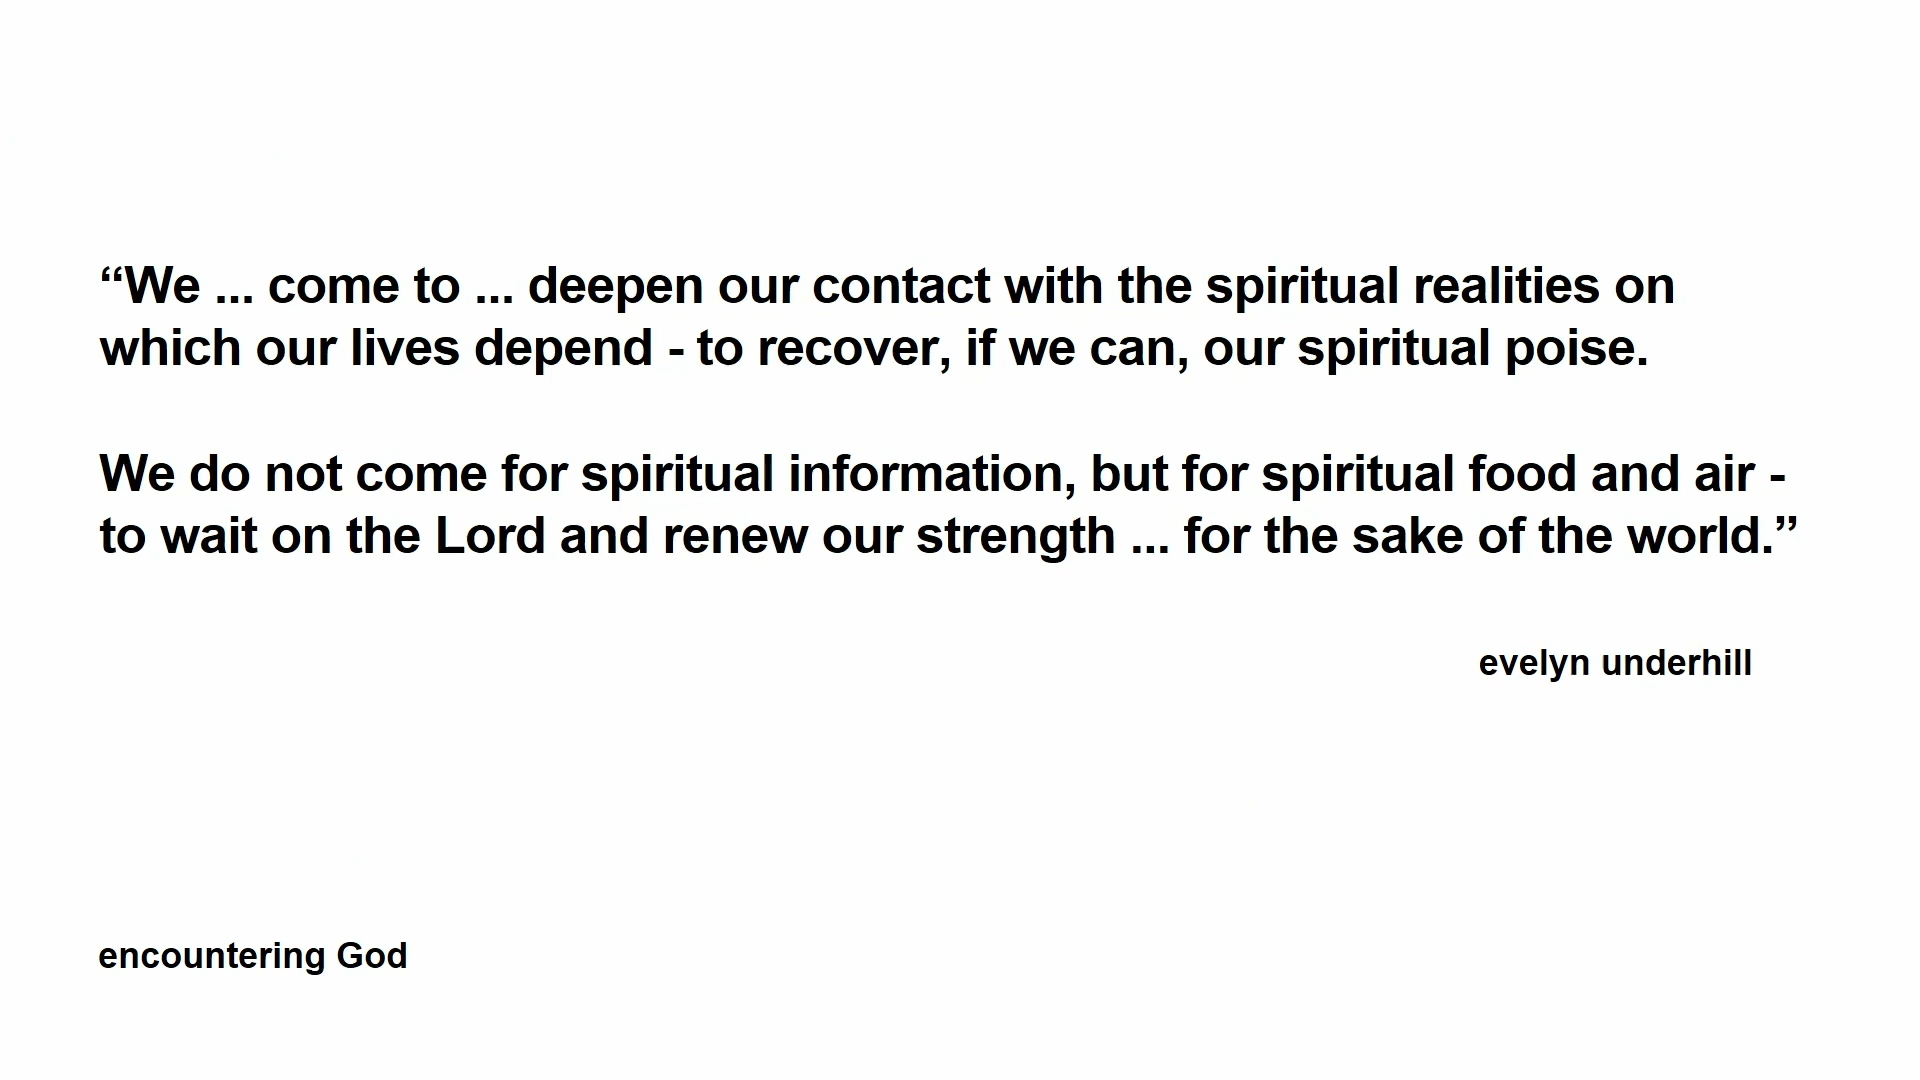 “We ... come to ... deepen our contact with the spiritual realities on
which our lives depend - to recover, if we can, our spiritual poise.
We do not come for spiritual information, but for spiritual food and air -
to wait on the Lord and renew our strength ... for the sake of the world.”
evelyn underhill
encountering God